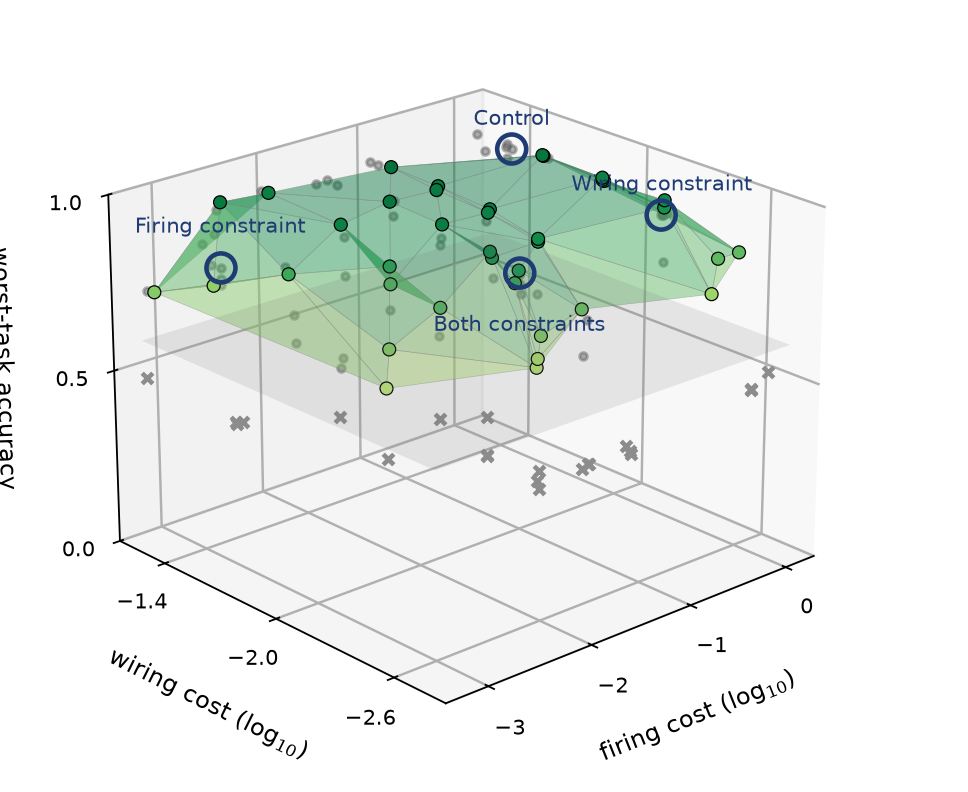 Control
Wiring constraint
Firing constraint
Both constraints
1.0
0.5
0.0
worst-task accuracy
−1.4
−2.0
−2.6
wiring cost (log₁₀)
−3
−2
−1
0
firing cost (log₁₀)